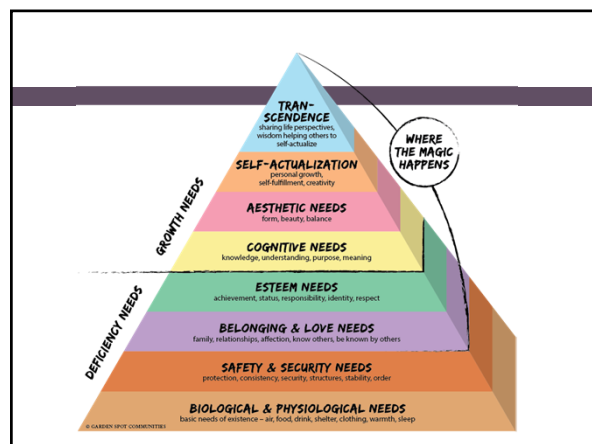 TRAN-
SCENDENCE
sharing life perspectives,
wisdom helping others to
self-actualize
WHERE
THE MAGIC
HAPPENS
SELF-ACTUALIZATION
personal growth,
self-fulfillment, creativity
GROWTH NEEDS
AESTHETIC NEEDS
form, beauty, balance
COGNITIVE NEEDS
knowledge, understanding, purpose, meaning
DEFICIENCY NEEDS
ESTEEM NEEDS
achievement, status, responsibility, identity, respect
BELONGING & LOVE NEEDS
family, relationships, affection, know others, be known by others
SAFETY & SECURITY NEEDS
protection, consistency, security, structures, stability, order
BIOLOGICAL & PHYSIOLOGICAL NEEDS
basic needs of existence – air, food, drink, shelter, clothing, warmth, sleep
© GARDEN SPOT COMMUNITIES